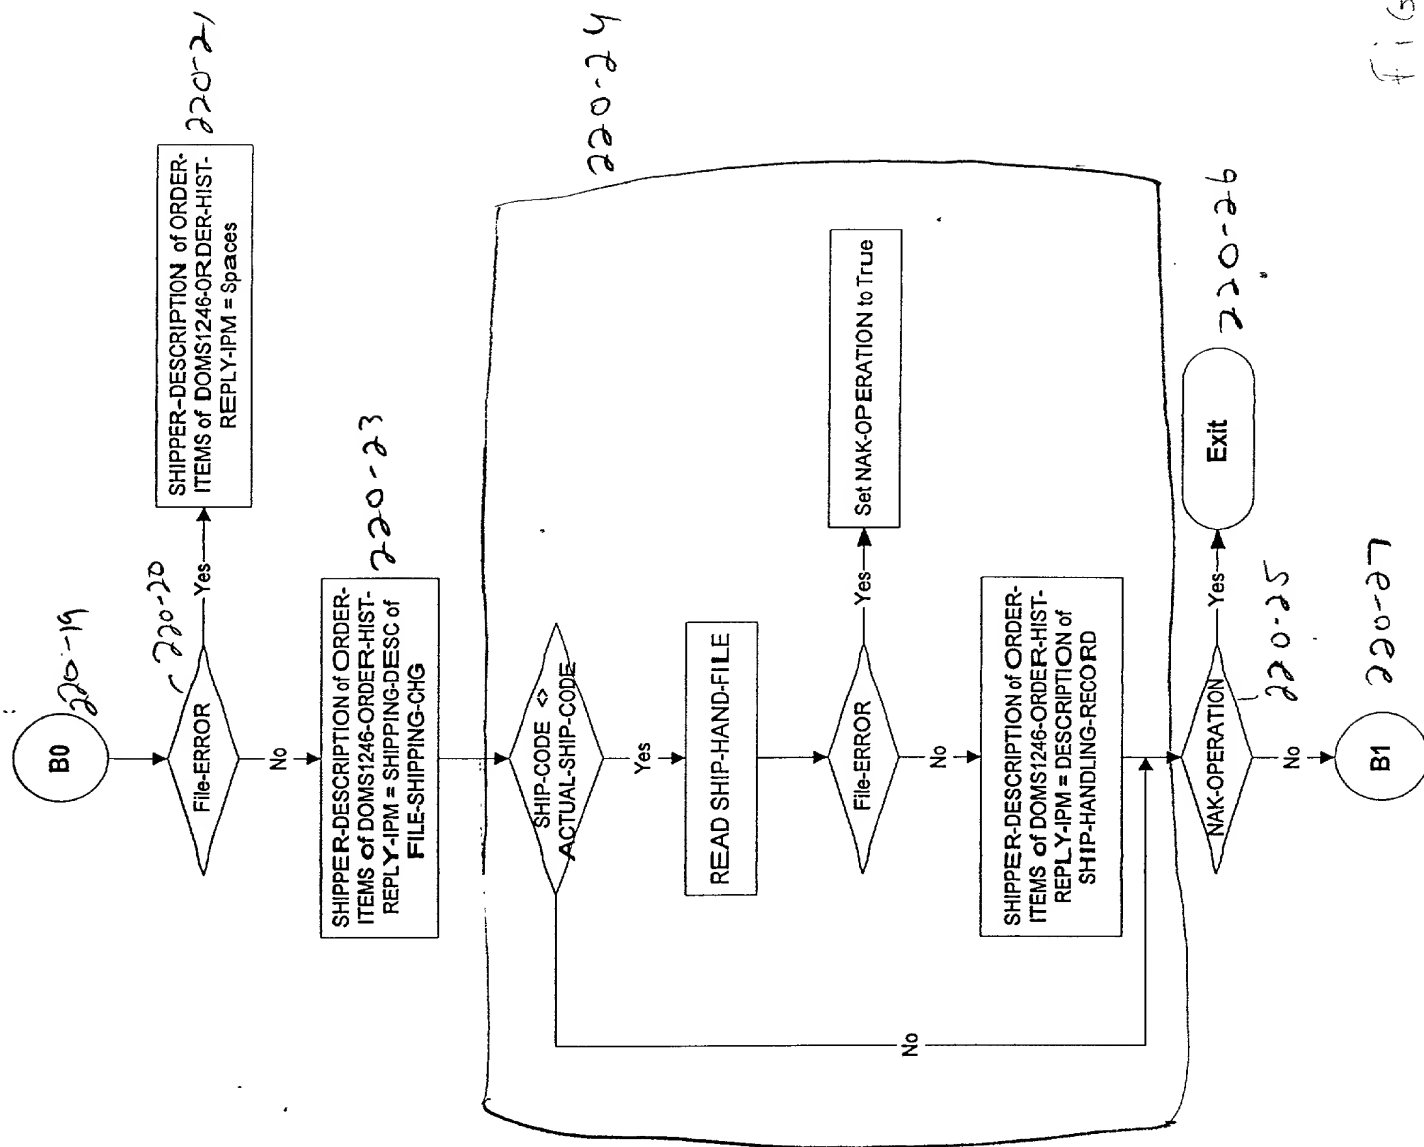 B0
220-19
File-ERROR
220-20
Yes
SHIPPER-DESCRIPTION of ORDER-
ITEMS of DOMS1246-ORDER-HIST-
REPLY-IPM = Spaces
220-21
No
SHIPPER-DESCRIPTION of ORDER-
ITEMS of DOMS1246-ORDER-HIST-
REPLY-IPM = SHIPPING-DESC of
FILE-SHIPPING-CHG
220-23
220-24
SHIP-CODE <>
ACTUAL-SHIP-CODE
Yes
No
READ SHIP-HAND-FILE
File-ERROR
Yes
Set NAK-OPERATION to True
No
SHIPPER-DESCRIPTION of ORDER-
ITEMS of DOMS1246-ORDER-HIST-
REPLY-IPM = DESCRIPTION of
SHIP-HANDLING-RECORD
NAK-OPERATION
220-25
Yes
Exit
220-26
No
B1
220-27